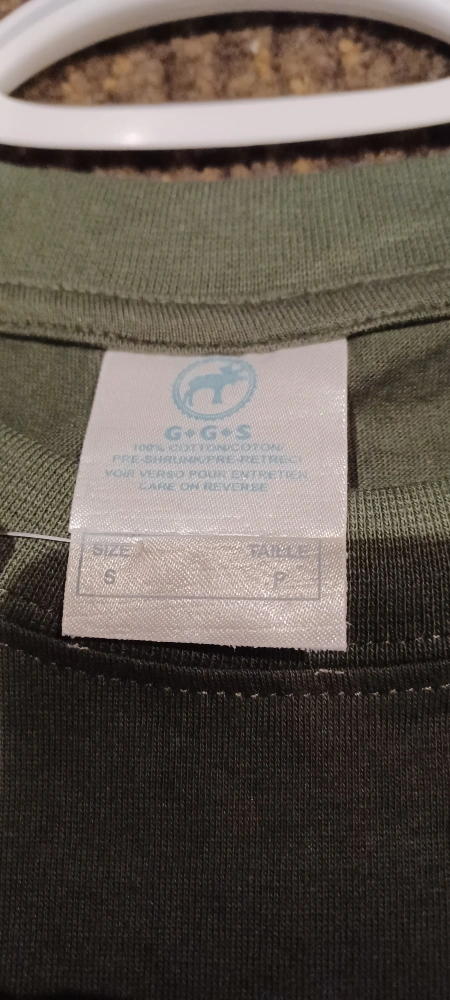 G•G•S
100% COTTON/COTON/
PRE-SHRUNK/PRE-RETRECI
VOIR VERSO POUR ENTRETIEN
CARE ON REVERSE
SIZE TAILLE
S P